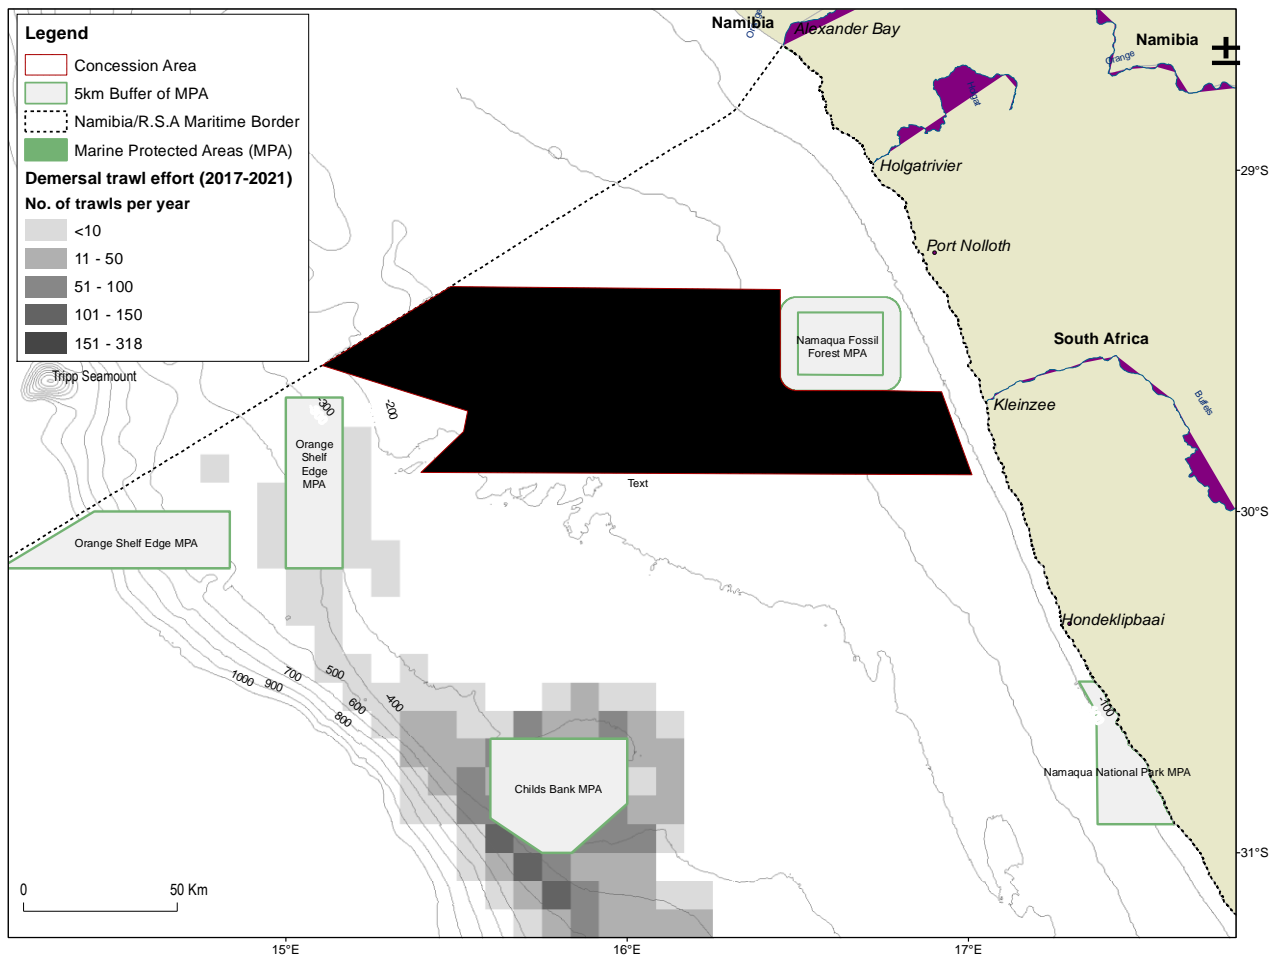 Legend
Concession Area
5km Buffer of MPA
Namibia/R.S.A Maritime Border
Marine Protected Areas (MPA)
Demersal trawl effort (2017-2021)
No. of trawls per year
<10
11 - 50
51 - 100
101 - 150
151 - 318
Namibia
Alexander Bay
Namibia
Orange
Holgat
Holgatrivier
29°S
Port Nolloth
South Africa
Namaqua Fossil
Forest MPA
Tripp Seamount
-300
-200
Kleinzee
Buffels
Orange
Shelf
Edge
MPA
Text
30°S
Orange Shelf Edge MPA
Hondeklipbaai
1000
900
700
500
600
800
-400
-100
Namaqua National Park MPA
Childs Bank MPA
31°S
0
50 Km
15°E
16°E
17°E